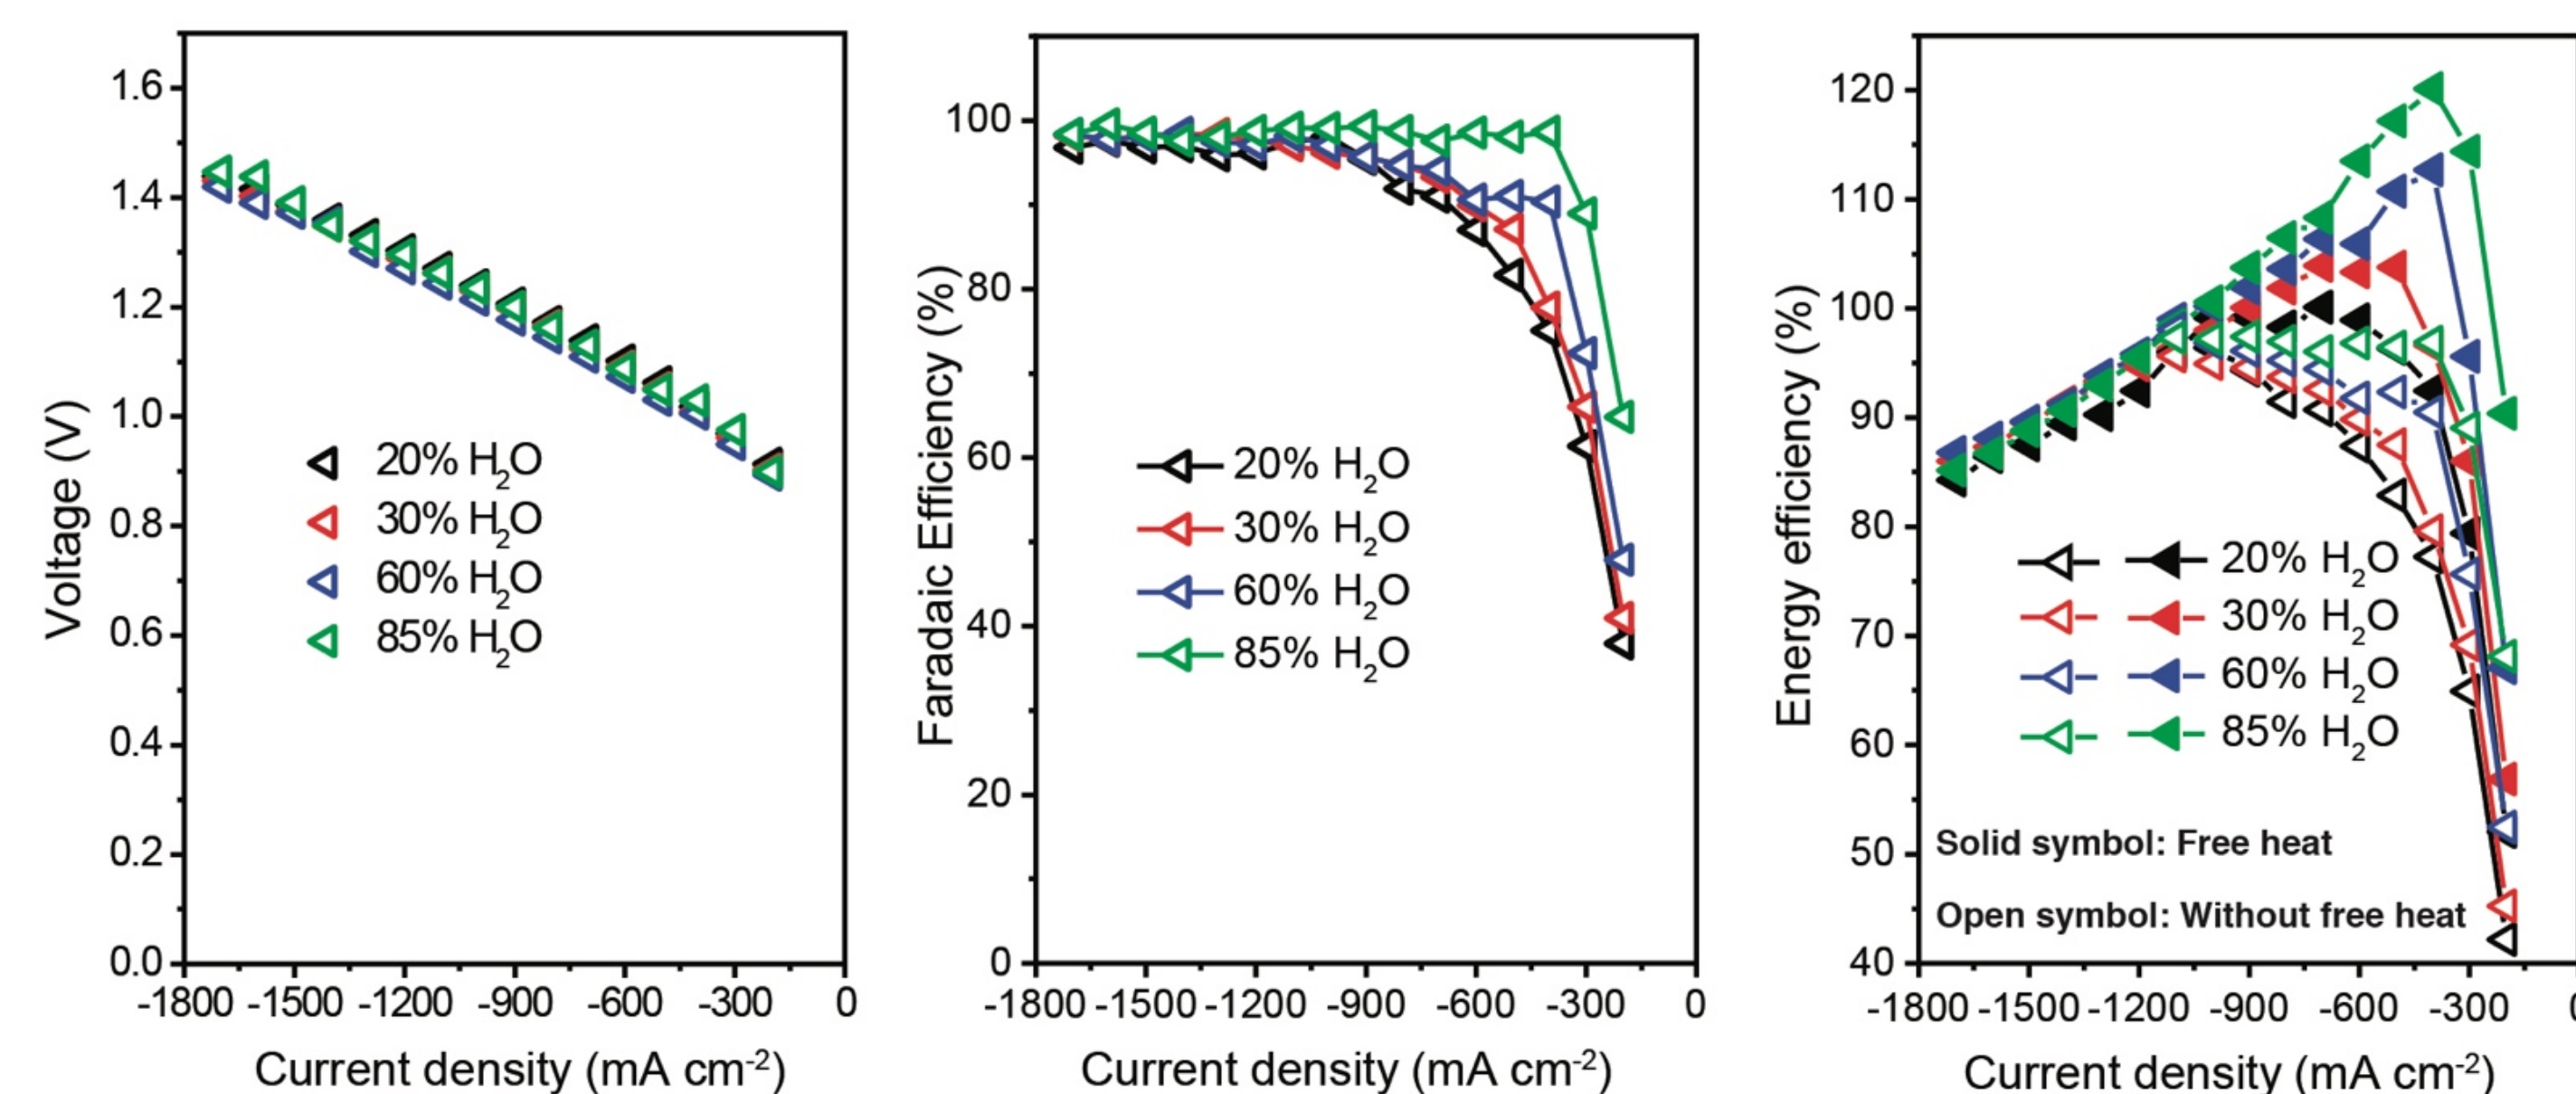 Voltage (V)
1.6
1.4
1.2
1.0
0.8
0.6
0.4
0.2
0.0
20% H₂O
30% H₂O
60% H₂O
85% H₂O
-1800 -1500 -1200 -900 -600 -300 0
Current density (mA cm⁻²)
Faradaic Efficiency (%)
100
80
60
40
20
0
20% H₂O
30% H₂O
60% H₂O
85% H₂O
-1800 -1500 -1200 -900 -600 -300 0
Current density (mA cm⁻²)
Energy efficiency (%)
120
110
100
90
80
70
60
50
40
20% H₂O
30% H₂O
60% H₂O
85% H₂O
Solid symbol: Free heat
Open symbol: Without free heat
-1800 -1500 -1200 -900 -600 -300 0
Current density (mA cm⁻²)